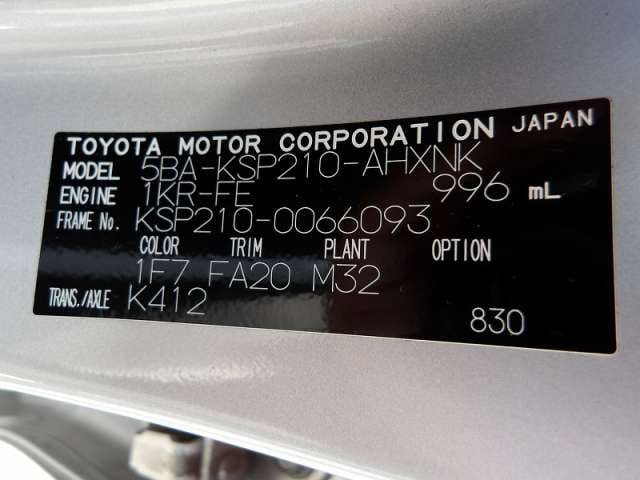 TOYOTA MOTOR CORPORATION JAPAN
MODEL 5BA-KSP210-AHXNK
ENGINE 1KR-FE 996 mL
FRAME No. KSP210-0066093
COLOR TRIM PLANT OPTION
1F7 FA20 M32
TRANS./AXLE K412
830